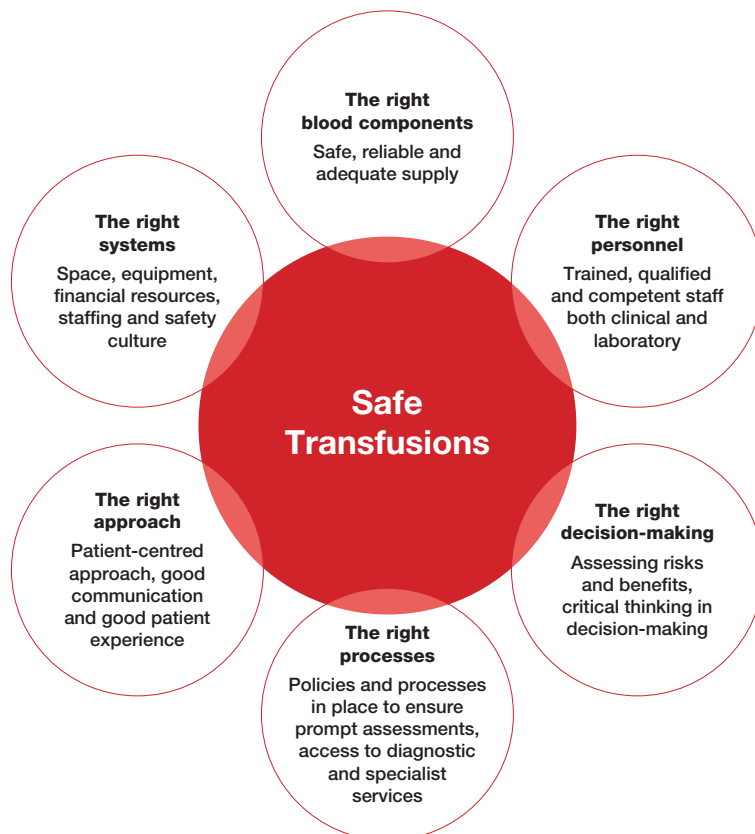 The right
blood components
Safe, reliable and
adequate supply
The right
systems
Space, equipment,
financial resources,
staffing and safety
culture
The right
personnel
Trained, qualified
and competent staff
both clinical and
laboratory
Safe
Transfusions
The right
approach
Patient-centred
approach, good
communication
and good patient
experience
The right
decision-making
Assessing risks
and benefits,
critical thinking in
decision-making
The right
processes
Policies and processes
in place to ensure
prompt assessments,
access to diagnostic
and specialist
services